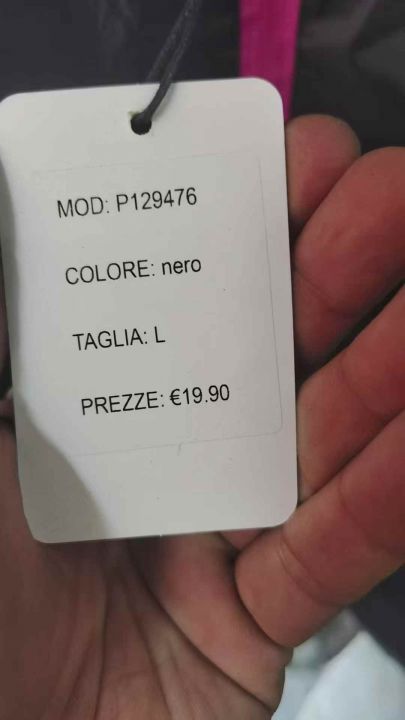 MOD: P129476
COLORE: nero
TAGLIA: L
PREZZE: €19.90